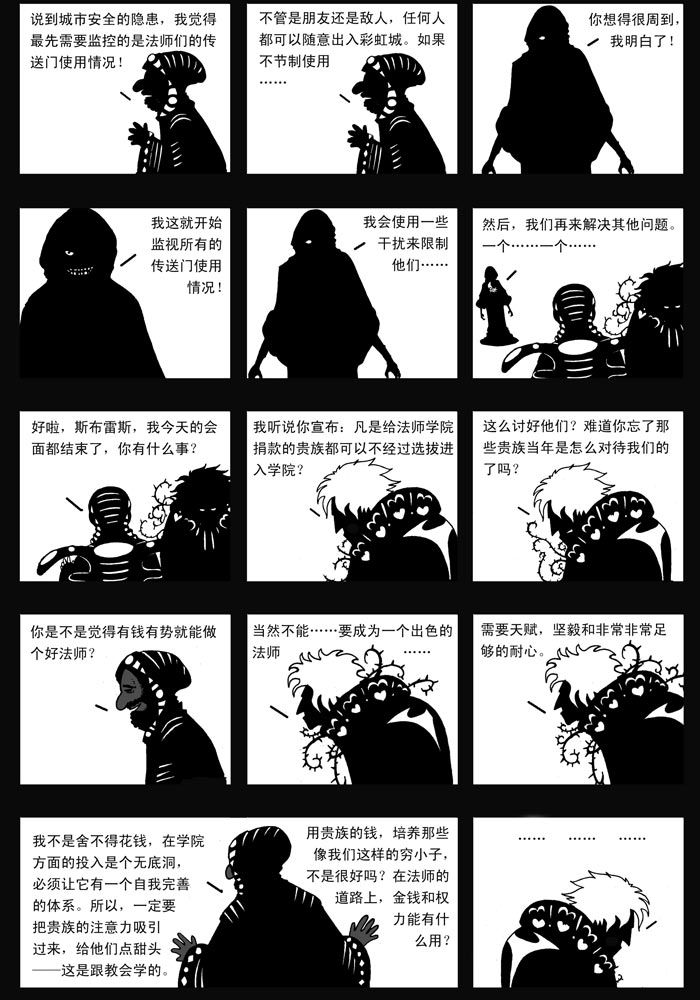 说到城市安全的隐患，我觉得
最先需要监控的是法师们的传
送门使用情况！
不管是朋友还是敌人，任何人
都可以随意出入彩虹城。如果
不节制使用
……
你想得很周到，
我明白了！
我这就开始
监视所有的
传送门使用
情况！
我会使用一些
干扰来限制
他们……
然后，我们再来解决其他问题。
一个……一个……
好啦，斯布雷斯，我今天的会
面都结束了，你有什么事？
我听说你宣布：凡是给法师学院
捐款的贵族都可以不经过选拔进
入学院？
这么讨好他们？难道你忘了那
些贵族当年是怎么对待我们的
了吗？
你是不是觉得有钱有势就能做
个好法师？
当然不能……要成为一个出色的
法师 ……
需要天赋，坚毅和非常非常足
够的耐心。
我不是舍不得花钱，在学院
方面的投入是个无底洞，
必须让它有一个自我完善
的体系。所以，一定要
把贵族的注意力吸引
过来，给他们点甜头
——这是跟教会学的。
用贵族的钱，培养那些
像我们这样的穷小子，
不是很好吗？在法师的
道路上，金钱和权
力能有什
么用？
…… …… ……